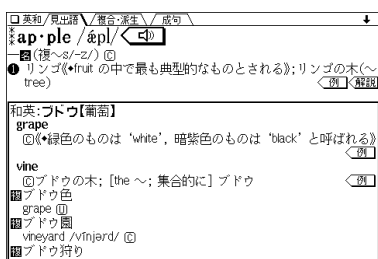 英和/見出語\/複合･派生\/成句\
⁑ap･ple /ǽpl/
━名(複~s/-z/) Ⓒ
❶ リンゴ《◆fruit の中で最も典型的なものとされる》;リンゴの木(~
tree) 例 解説
和英:ブドウ【葡萄】
grape
Ⓒ《◆緑色のものは ‘white’, 暗紫色のものは ‘black’ と呼ばれる》
例
vine
Ⓒブドウの木; [the ~; 集合的に] ブドウ 例
ブドウ色
grape Ⓤ
ブドウ園
vineyard /vínjərd/ Ⓒ
ブドウ狩り